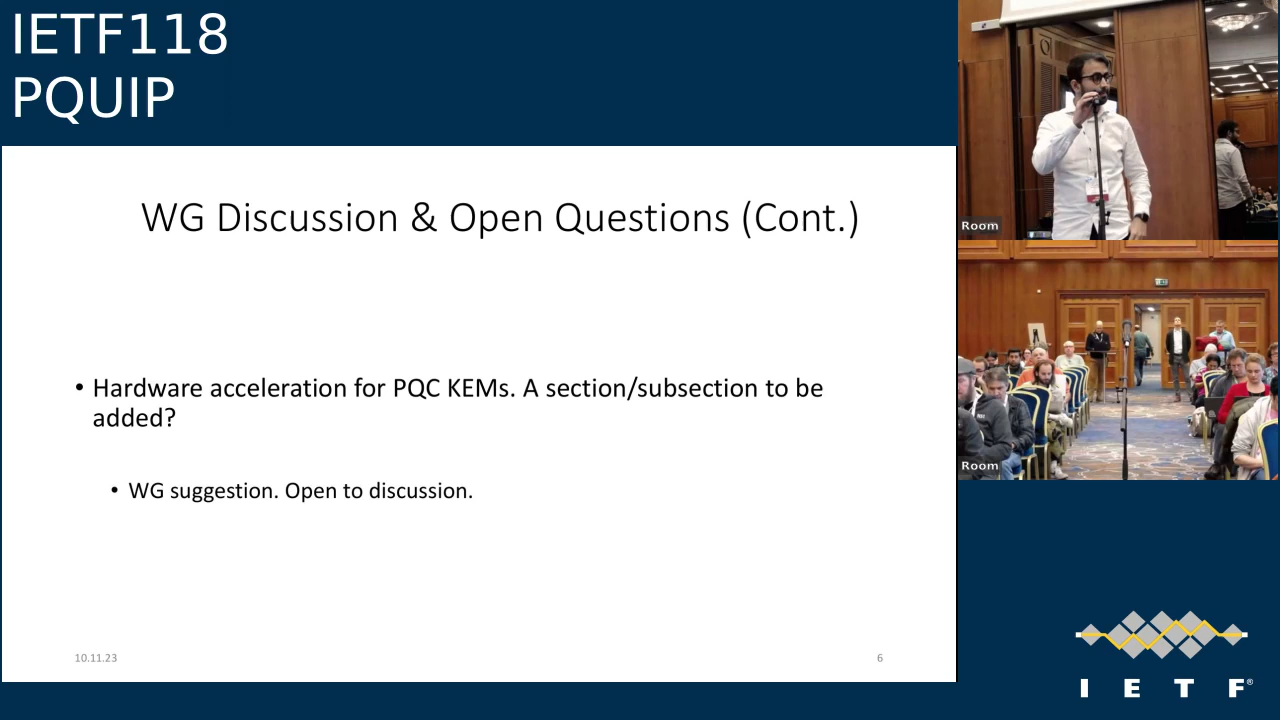 IETF118
PQUIP
WG Discussion & Open Questions (Cont.)
• Hardware acceleration for PQC KEMs. A section/subsection to be
added?
• WG suggestion. Open to discussion.
10.11.23
6
Room
Room
I E T F®